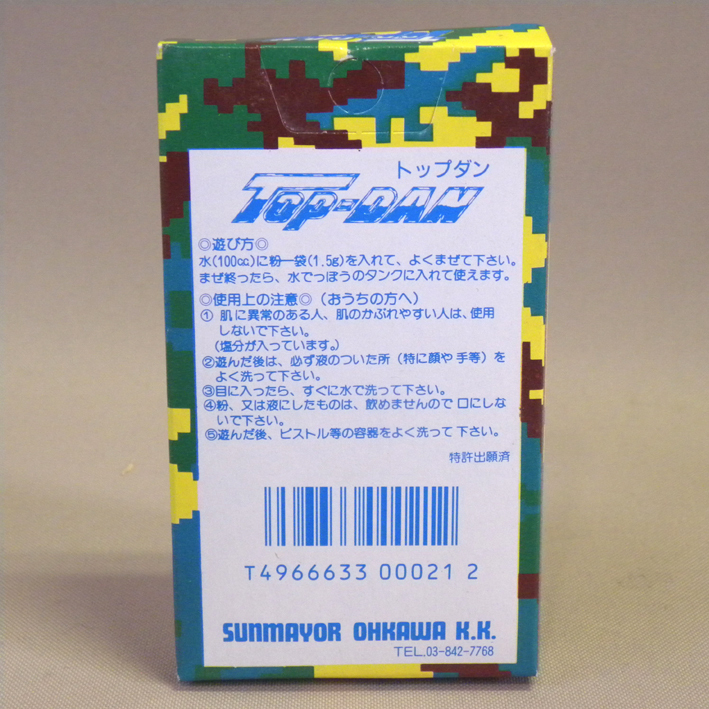 トップダン
TOP-DAN
◎遊び方◎
水(100cc)に粉一袋(1.5g)を入れて、よくまぜて下さい。
まぜ終ったら、水でっぽうのタンクに入れて使えます。
◎使用上の注意◎（おうちの方へ）
① 肌に異常のある人、肌のかぶれやすい人は、使用
しないで下さい。
（塩分が入っています。）
②遊んだ後は、必ず液のついた所（特に顔や手等）を
よく洗って下さい。
③目に入ったら、すぐに水で洗って下さい。
④粉、又は液にしたものは、飲めませんので口にしな
いで下さい。
⑤遊んだ後、ピストル等の容器をよく洗って下さい。
特許出願済
T4966633 00021 2
SUNMAYOR OHKAWA K.K.
TEL.03-842-7768